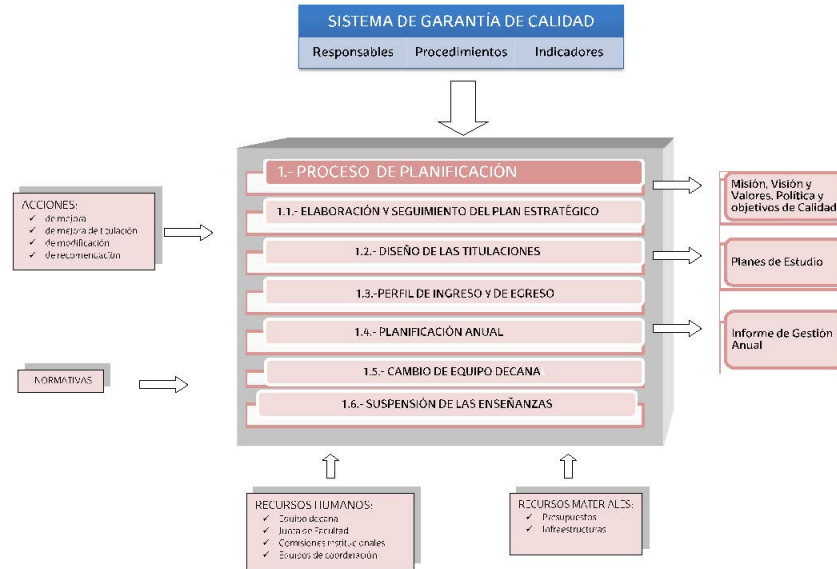 SISTEMA DE GARANTÍA DE CALIDAD
Responsables Procedimientos Indicadores
1.- PROCESO DE PLANIFICACIÓN
1.1.- ELABORACIÓN Y SEGUIMIENTO DEL PLAN ESTRATÉGICO
1.2.- DISEÑO DE LAS TITULACIONES
1.3.-PERFIL DE INGRESO Y DE EGRESO
1.4.- PLANIFICACIÓN ANUAL
1.5.- CAMBIO DE EQUIPO DECANA
1.6.- SUSPENSIÓN DE LAS ENSEÑANZAS
ACCIONES:
✓ de mejora
✓ de mejora de titulación
✓ de modificación
✓ de recomendación
NORMATIVAS
Misión, Visión y
Valores, Política y
objetivos de Calidad
Planes de Estudio
Informe de Gestión
Anual
RECURSOS HUMANOS:
✓ Equipo decana
✓ Junta de Facultad
✓ Comisiones institucionales
✓ Equipos de coordinación
RECURSOS MATERIALES:
✓ Presupuestos
✓ Infraestructuras